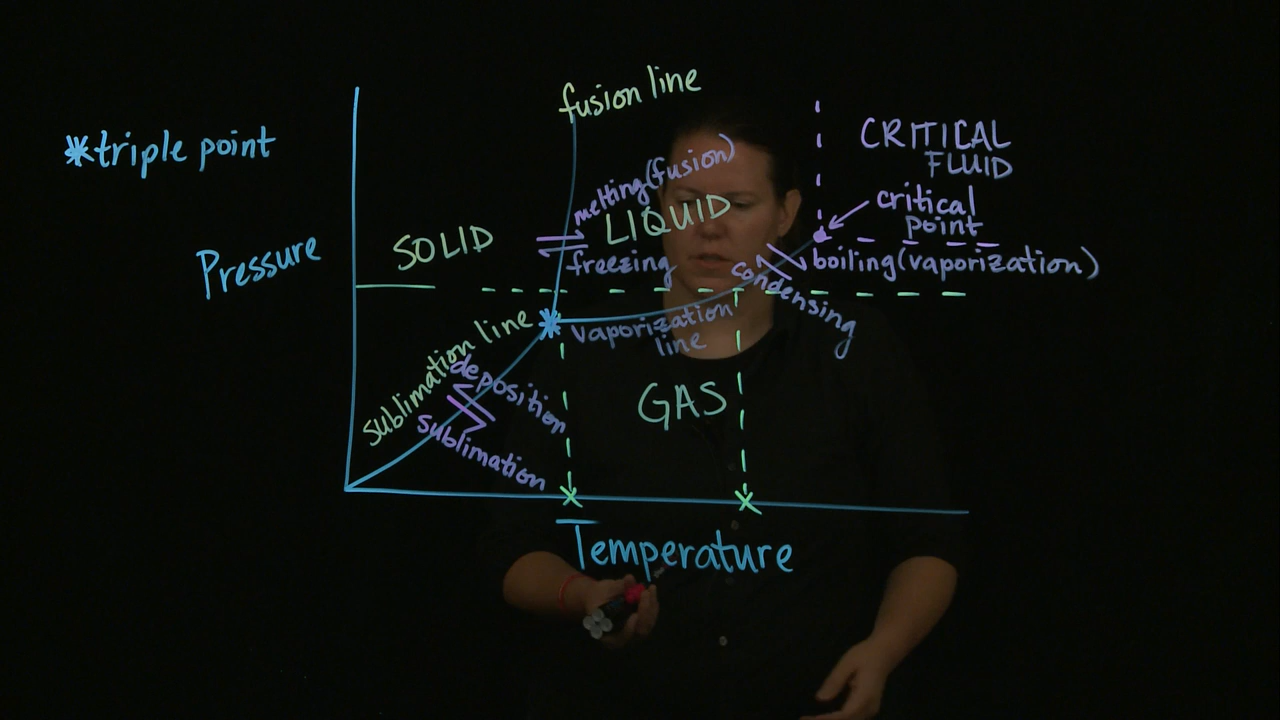 fusion line
*triple point
CRITICAL
FLUID
melting(fusion)
critical
point
LIQUID
SOLID
Pressure
freezing
boiling(vaporization)
condensing
vaporization
line
sublimation line
deposition
GAS
sublimation
Temperature